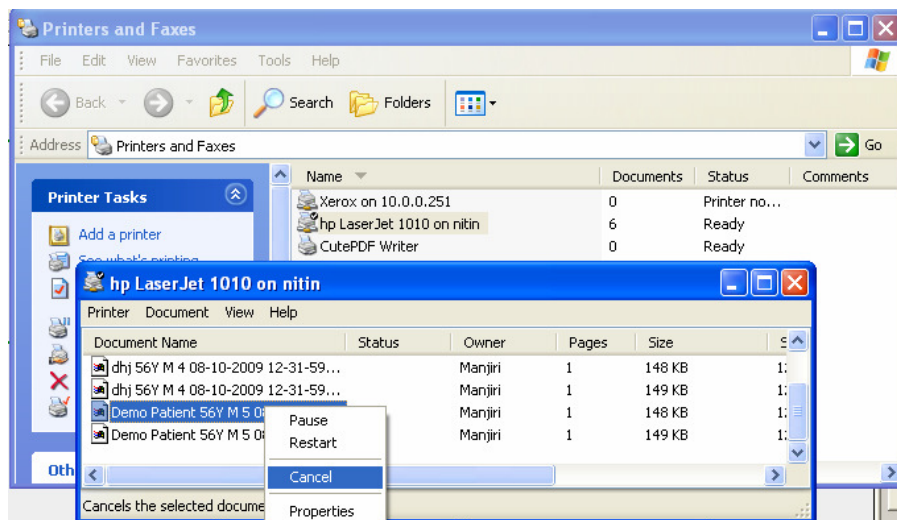 Printers and Faxes
File Edit View Favorites Tools Help
Back Search Folders
Address Printers and Faxes Go
Name Documents Status Comments
Printer Tasks
Xerox on 10.0.0.251 0 Printer no...
hp LaserJet 1010 on nitin 6 Ready
Add a printer
CutePDF Writer 0 Ready
See what's printing
hp LaserJet 1010 on nitin
Printer Document View Help
Document Name Status Owner Pages Size
dhj 56Y M 4 08-10-2009 12-31-59... Manjiri 1 148 KB
dhj 56Y M 4 08-10-2009 12-31-59... Manjiri 1 149 KB
Demo Patient 56Y M 5 Manjiri 1 148 KB
Pause
Demo Patient 56Y M 5 Manjiri 1 149 KB
Restart
Oth
Cancel
Cancels the selected docume
Properties